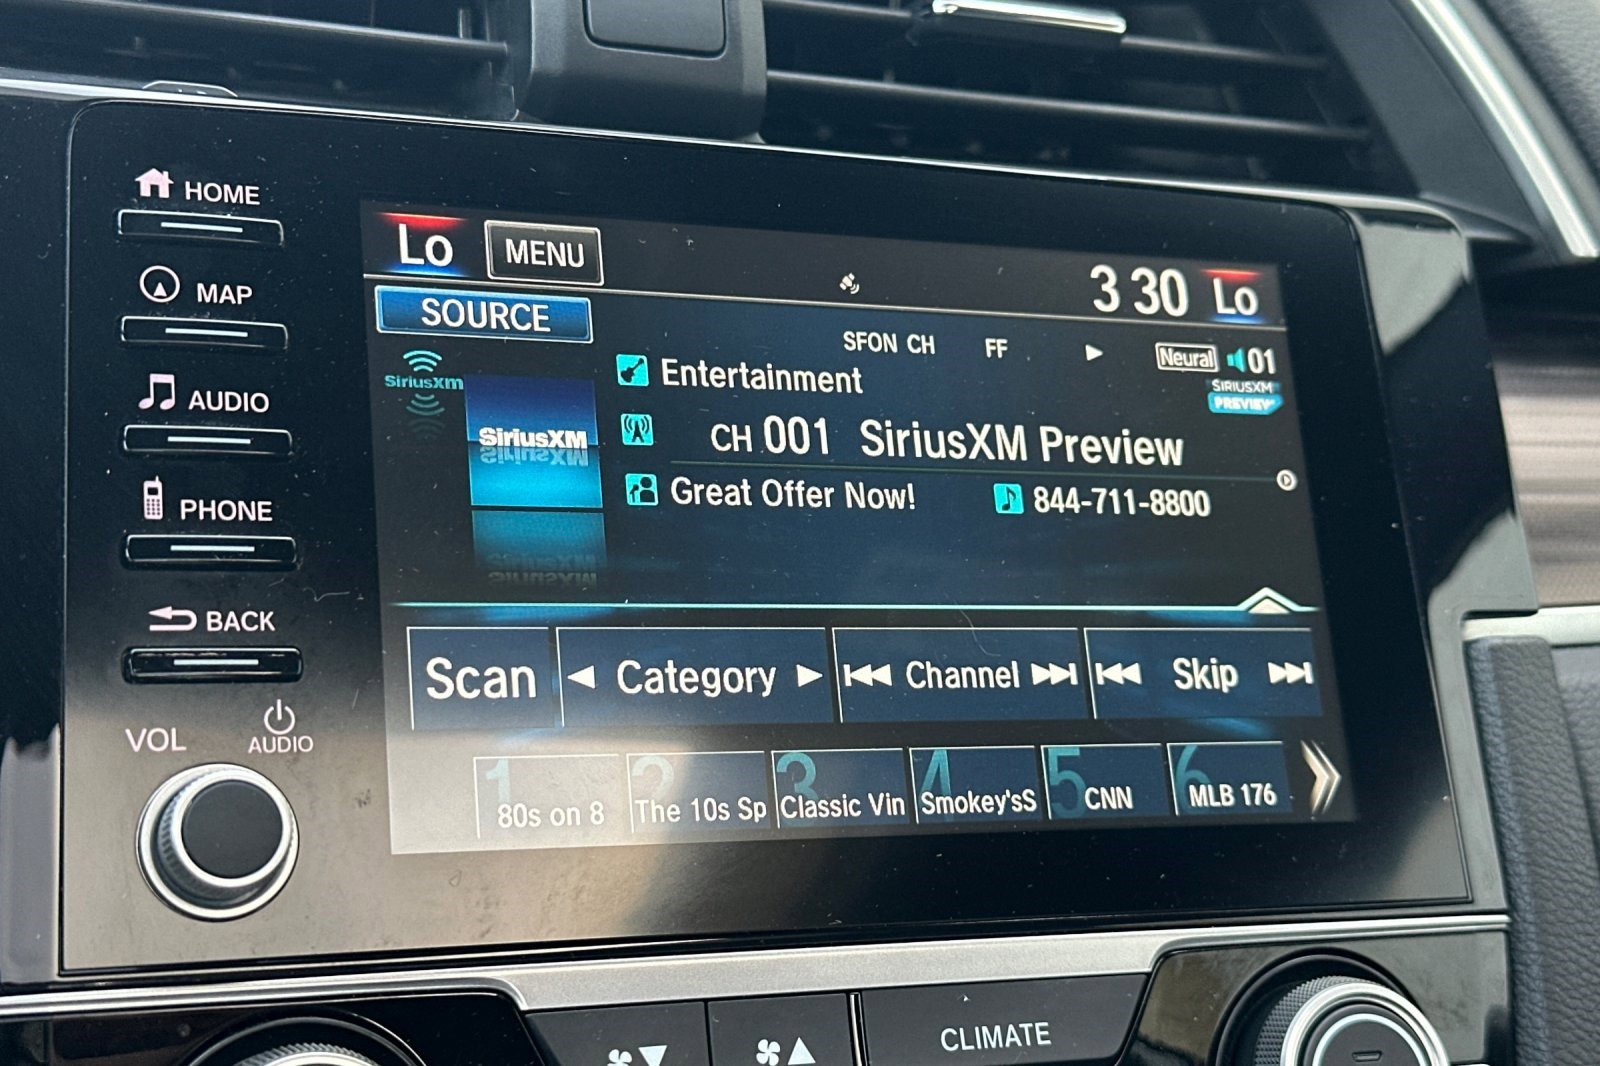 HOME
MAP
AUDIO
PHONE
BACK
VOL
AUDIO
Lo
MENU
3 30
Lo
SOURCE
SFON CH
FF
Neural
01
SiriusXM
Entertainment
SIRIUSXM
PREVIEW
SiriusXM
CH 001 SiriusXM Preview
Great Offer Now!
844-711-8800
Scan
Category
Channel
Skip
1
80s on 8
2
The 10s Sp
3
Classic Vin
4
Smokey'sS
5
CNN
6
MLB 176
CLIMATE